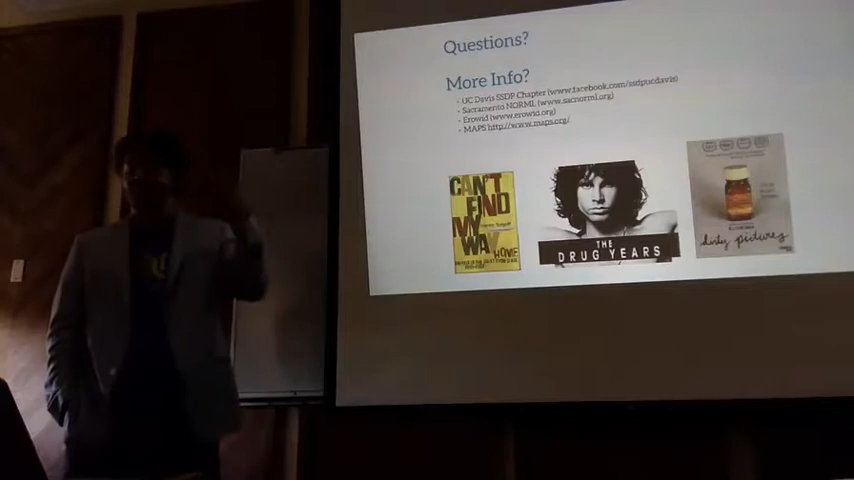 Questions?
More Info?
- UC Davis SSDP Chapter (www.facebook.com/ssdpucdavis)
- Sacramento NORML (www.sacnorml.org)
- Erowid (www.erowid.org)
- MAPS http://www.maps.org/
CAN'T
FIND
MY
WAY
HOME
THE
DRUG YEARS
dirty pictures